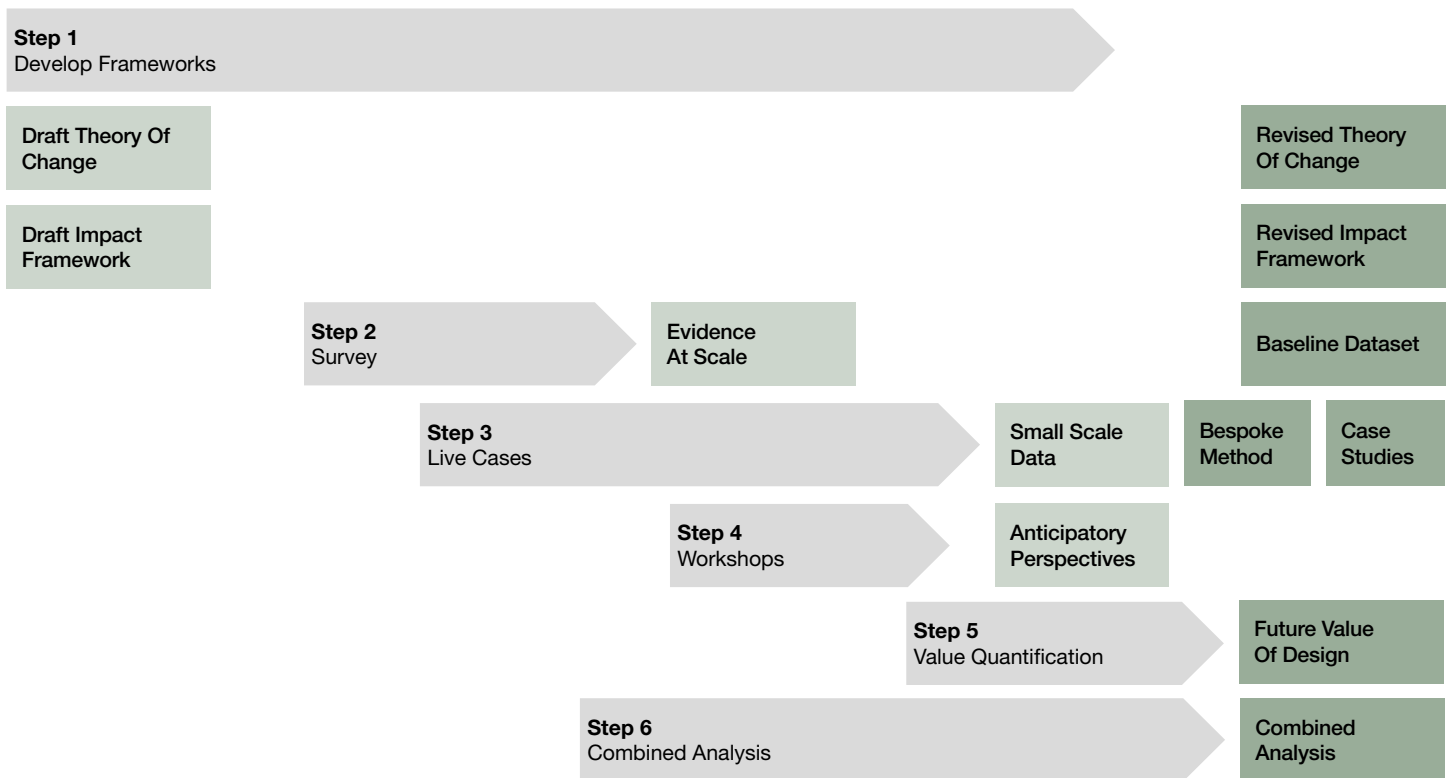 Step 1
Develop Frameworks
Draft Theory Of
Change
Revised Theory
Of Change
Draft Impact
Framework
Revised Impact
Framework
Step 2
Survey
Evidence
At Scale
Baseline Dataset
Step 3
Live Cases
Small Scale
Data
Bespoke
Method
Case
Studies
Step 4
Workshops
Anticipatory
Perspectives
Step 5
Value Quantification
Future Value
Of Design
Step 6
Combined Analysis
Combined
Analysis